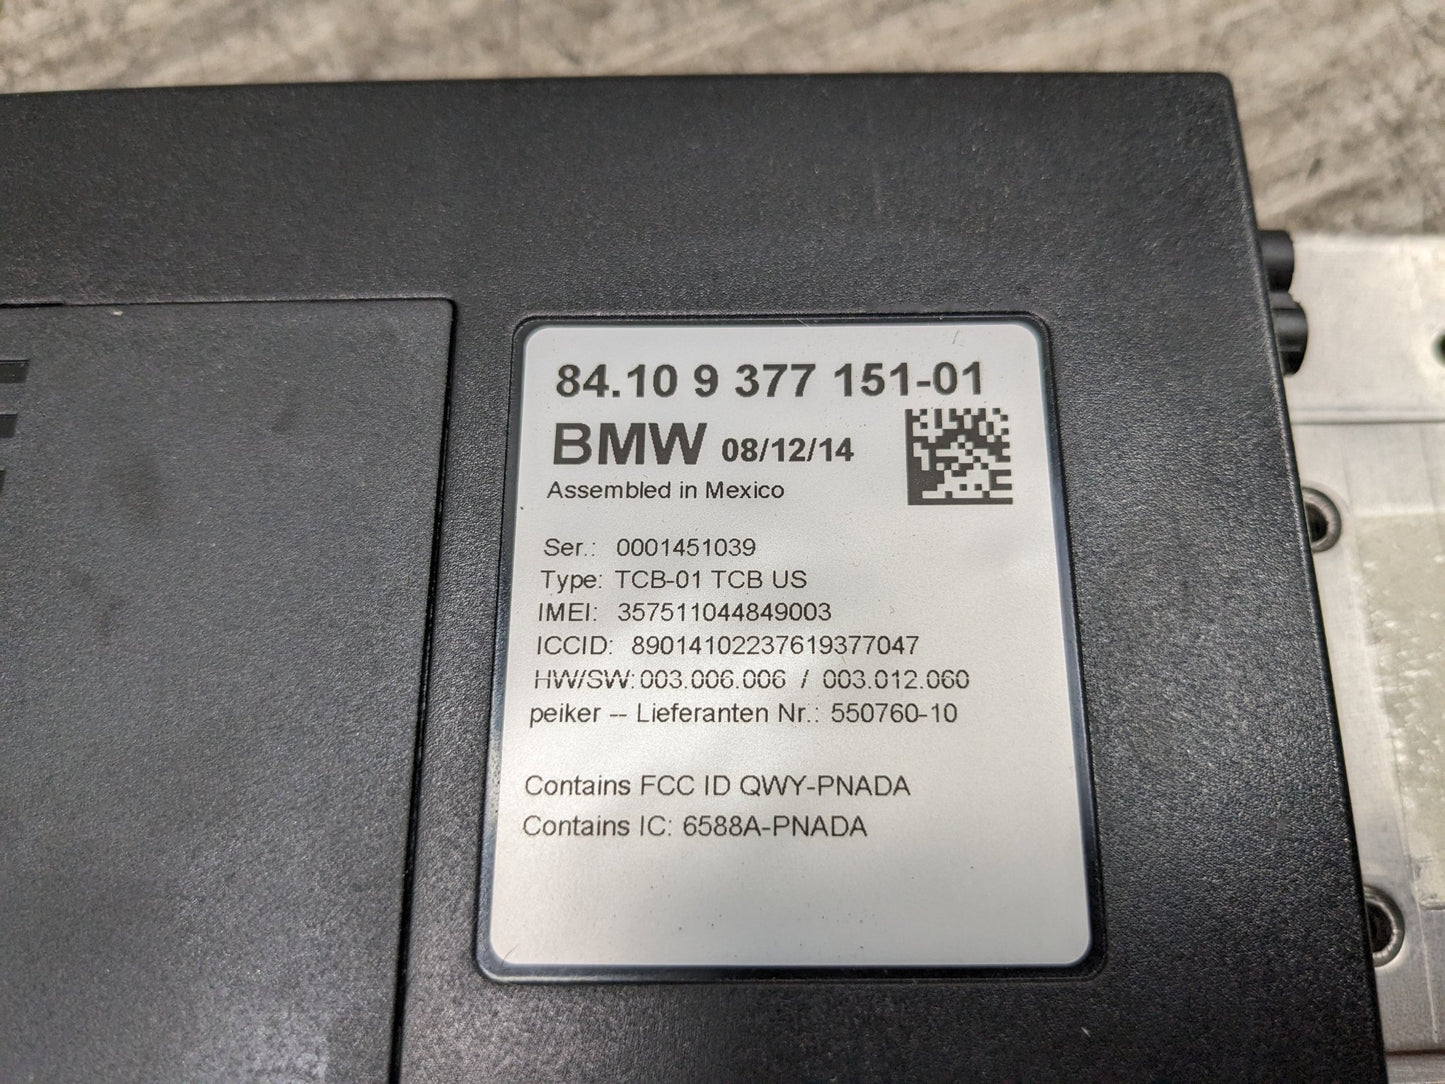 84.10 9 377 151-01
BMW 08/12/14
Assembled in Mexico
Ser.: 0001451039
Type: TCB-01 TCB US
IMEI: 357511044849003
ICCID: 89014102237619377047
HW/SW: 003.006.006 / 003.012.060
peiker -- Lieferanten Nr.: 550760-10
Contains FCC ID QWY-PNADA
Contains IC: 6588A-PNADA